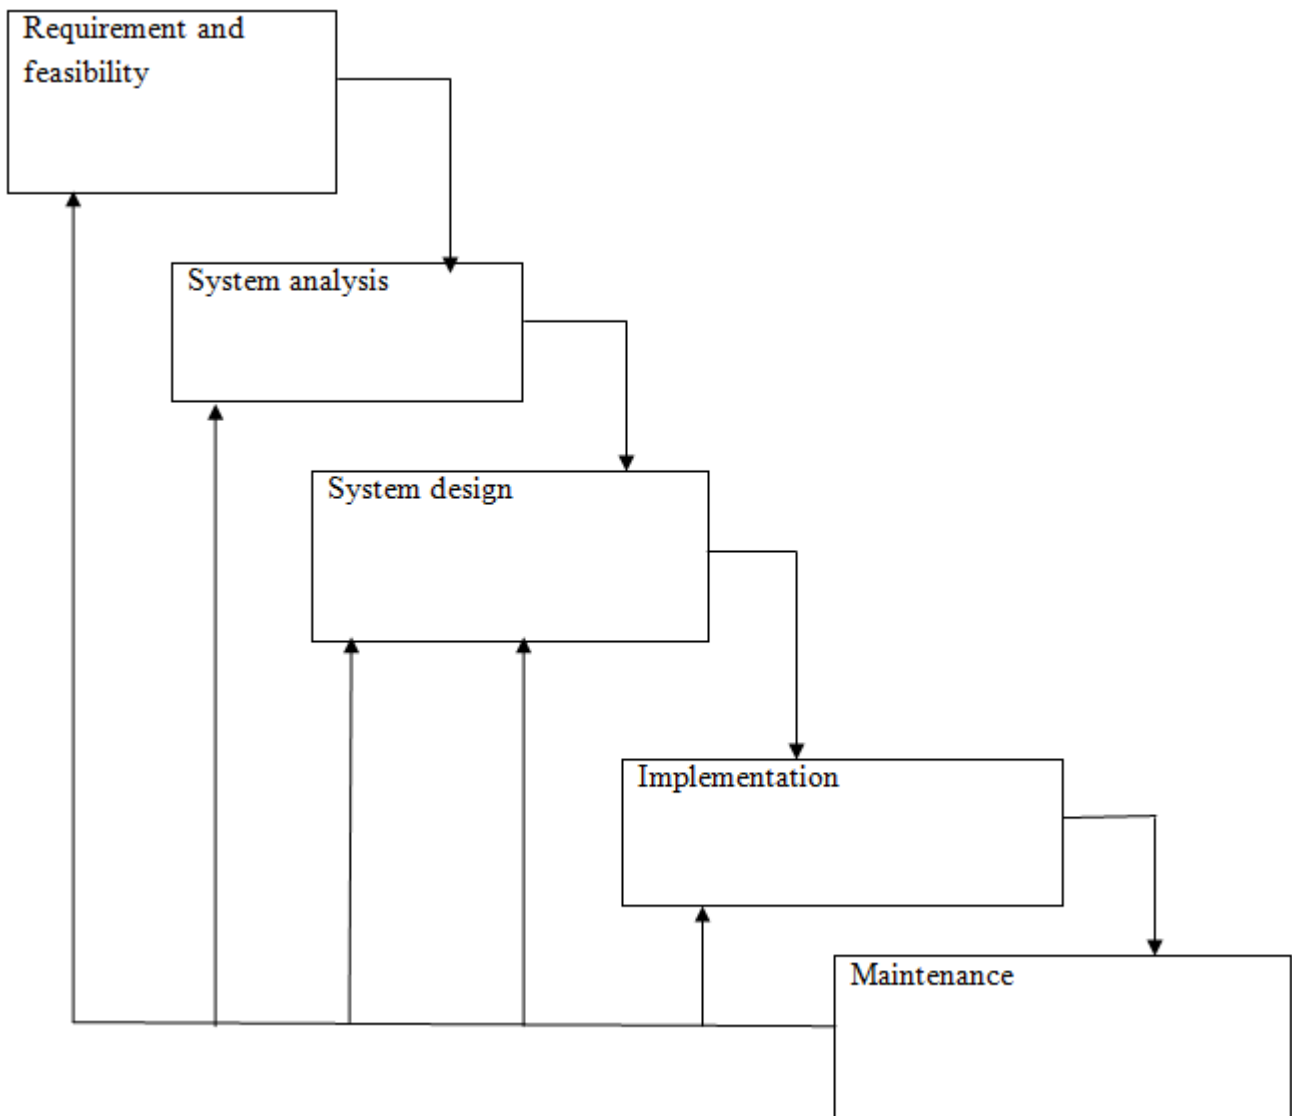 Requirement and
feasibility
System analysis
System design
Implementation
Maintenance